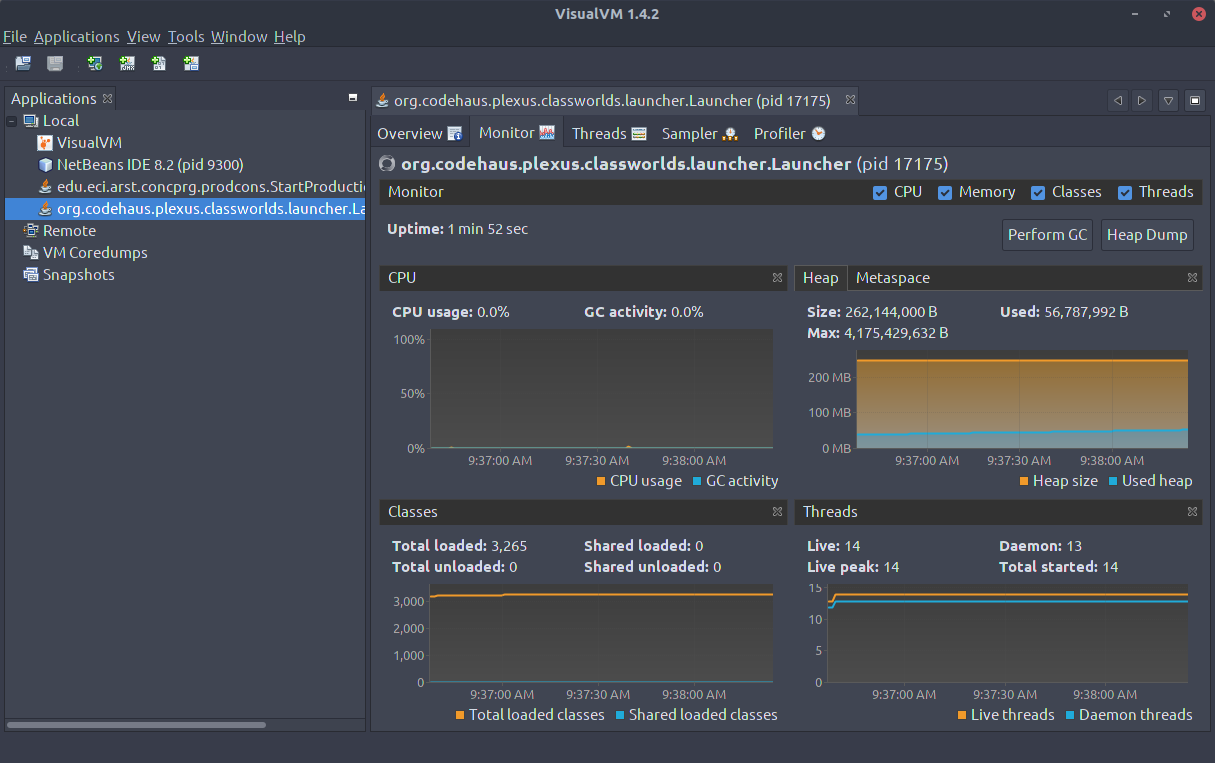 VisualVM 1.4.2
File Applications View Tools Window Help
Applications
Local
VisualVM
NetBeans IDE 8.2 (pid 9300)
edu.eci.arst.concprg.prodcons.StartProducti
org.codehaus.plexus.classworlds.launcher.La
Remote
VM Coredumps
Snapshots
org.codehaus.plexus.classworlds.launcher.Launcher (pid 17175)
Overview Monitor Threads Sampler Profiler
org.codehaus.plexus.classworlds.launcher.Launcher (pid 17175)
Monitor CPU Memory Classes Threads
Uptime: 1 min 52 sec
Perform GC Heap Dump
CPU
CPU usage: 0.0% GC activity: 0.0%
100%
50%
0%
9:37:00 AM 9:37:30 AM 9:38:00 AM
CPU usage GC activity
Heap Metaspace
Size: 262,144,000 B Used: 56,787,992 B
Max: 4,175,429,632 B
200 MB
100 MB
0 MB
9:37:00 AM 9:37:30 AM 9:38:00 AM
Heap size Used heap
Classes
Total loaded: 3,265 Shared loaded: 0
Total unloaded: 0 Shared unloaded: 0
3,000
2,000
1,000
0
9:37:00 AM 9:37:30 AM 9:38:00 AM
Total loaded classes Shared loaded classes
Threads
Live: 14 Daemon: 13
Live peak: 14 Total started: 14
15
10
5
0
9:37:00 AM 9:37:30 AM 9:38:00 AM
Live threads Daemon threads